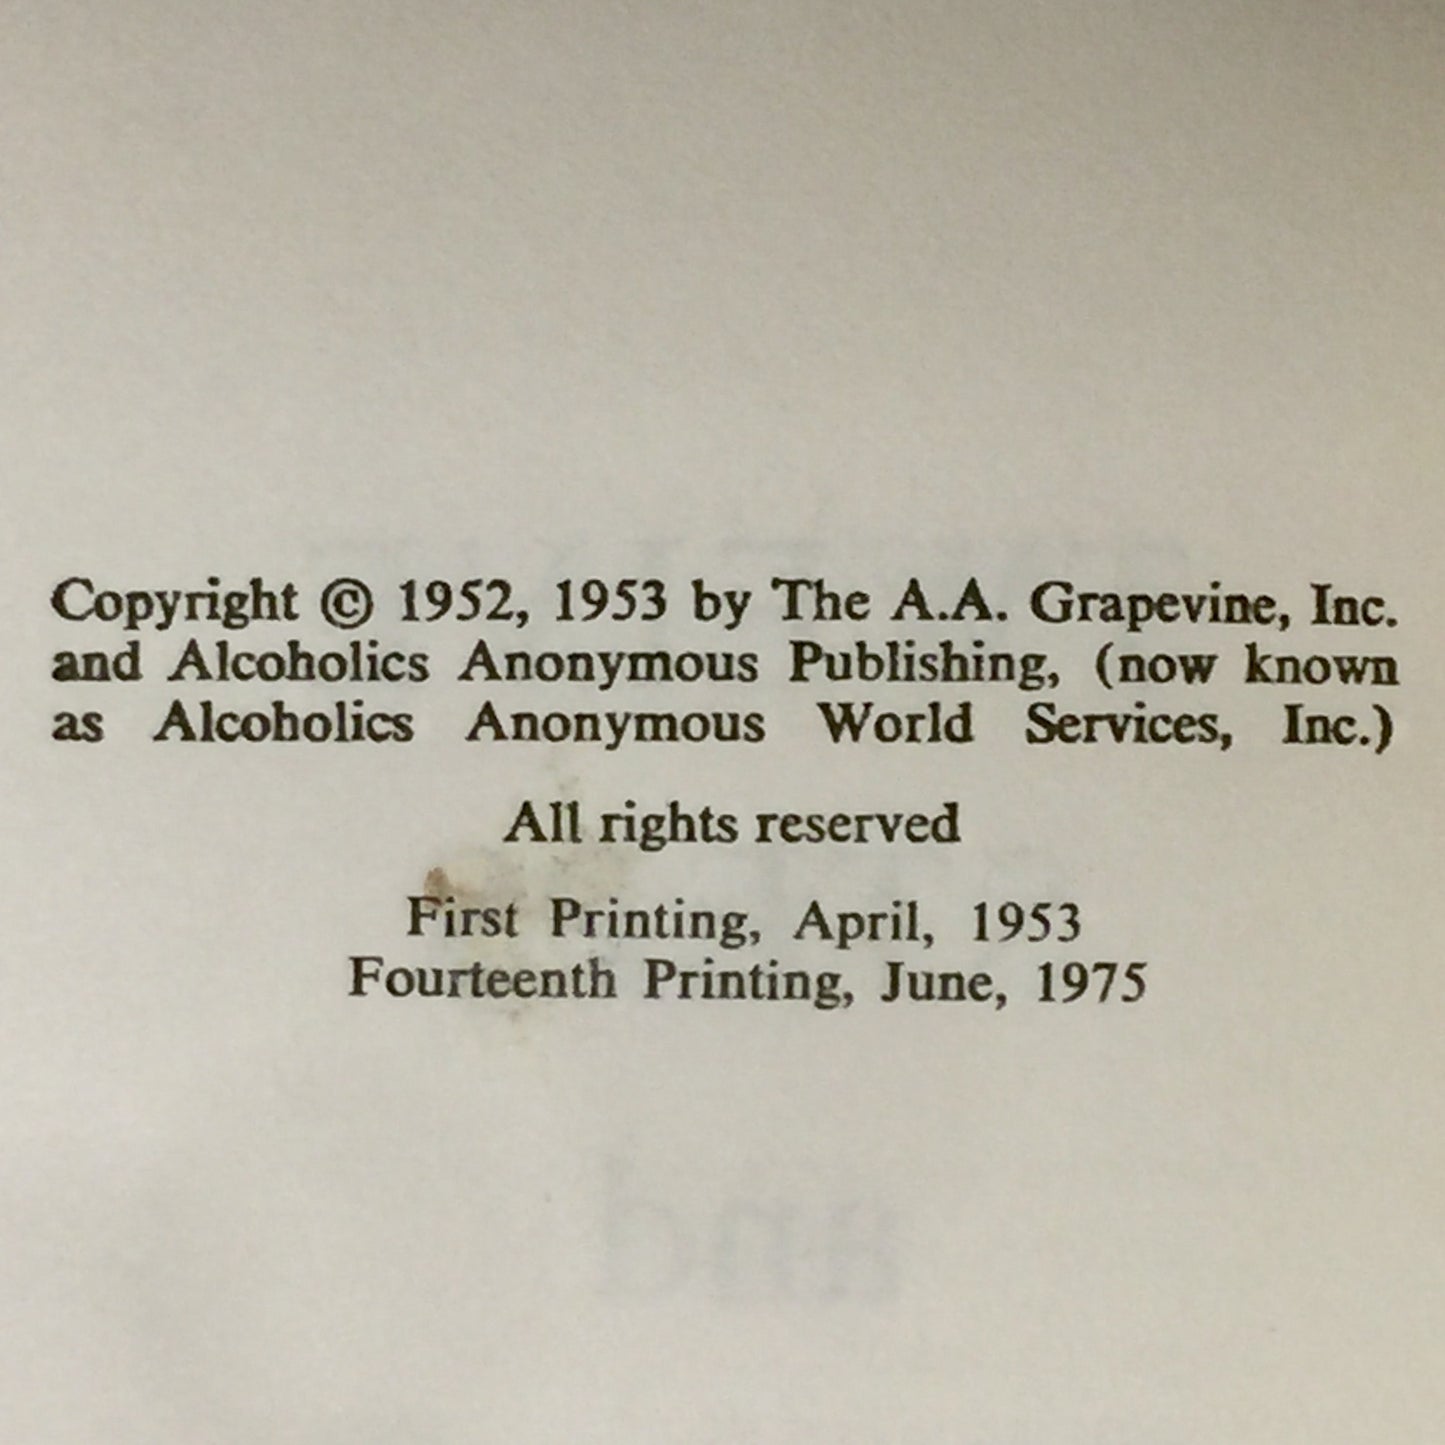 Copyright © 1952, 1953 by The A.A. Grapevine, Inc.
and Alcoholics Anonymous Publishing, (now known
as Alcoholics Anonymous World Services, Inc.)
All rights reserved
First Printing, April, 1953
Fourteenth Printing, June, 1975
and